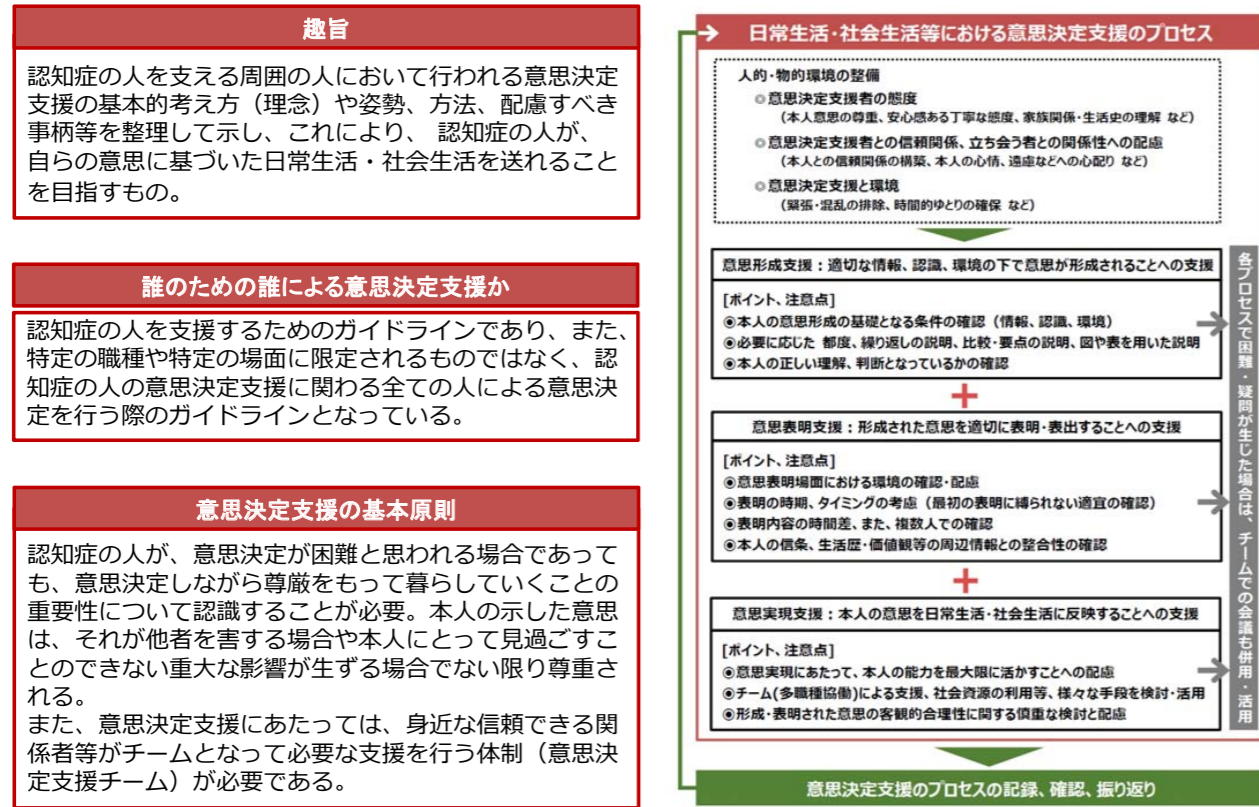 趣旨
認知症の人を支える周囲の人において行われる意思決定
支援の基本的考え方（理念）や姿勢、方法、配慮すべき
事柄等を整理して示し、これにより、 認知症の人が、
自らの意思に基づいた日常生活・社会生活を送れること
を目指すもの。
誰のための誰による意思決定支援か
認知症の人を支援するためのガイドラインであり、また、
特定の職種や特定の場面に限定されるものではなく、認
知症の人の意思決定支援に関わる全ての人による意思決
定を行う際のガイドラインとなっている。
意思決定支援の基本原則
認知症の人が、意思決定が困難と思われる場合であって
も、意思決定しながら尊厳をもって暮らしていくことの
重要性について認識することが必要。本人の示した意思
は、それが他者を害する場合や本人にとって見過ごすこ
とのできない重大な影響が生ずる場合でない限り尊重さ
れる。
また、意思決定支援にあたっては、身近な信頼できる関
係者等がチームとなって必要な支援を行う体制（意思決
定支援チーム）が必要である。
日常生活・社会生活等における意思決定支援のプロセス
人的・物的環境の整備
◎意思決定支援者の態度
（本人意思の尊重、安心感ある丁寧な態度、家族関係・生活史の理解 など）
◎意思決定支援者との信頼関係、立ち会う者との関係性への配慮
（本人との信頼関係の構築、本人の心情、遠慮などへの心配り など）
◎意思決定支援と環境
（緊張・混乱の排除、時間的ゆとりの確保 など）
意思形成支援：適切な情報、認識、環境の下で意思が形成されることへの支援
[ポイント、注意点]
◉本人の意思形成の基礎となる条件の確認（情報、認識、環境）
◉必要に応じた 都度、繰り返しの説明、比較・要点の説明、図や表を用いた説明
◉本人の正しい理解、判断となっているかの確認
意思表明支援：形成された意思を適切に表明・表出することへの支援
[ポイント、注意点]
◉意思表明場面における環境の確認・配慮
◉表明の時期、タイミングの考慮（最初の表明に縛られない適宜の確認）
◉表明内容の時間差、また、複数人での確認
◉本人の信条、生活歴・価値観等の周辺情報との整合性の確認
意思実現支援：本人の意思を日常生活・社会生活に反映することへの支援
[ポイント、注意点]
◉意思実現にあたって、本人の能力を最大限に活かすことへの配慮
◉チーム(多職種協働)による支援、社会資源の利用等、様々な手段を検討・活用
◉形成・表明された意思の客観的合理性に関する慎重な検討と配慮
各プロセスで困難・疑問が生じた場合は、チームでの会議も併用・活用
意思決定支援のプロセスの記録、確認、振り返り